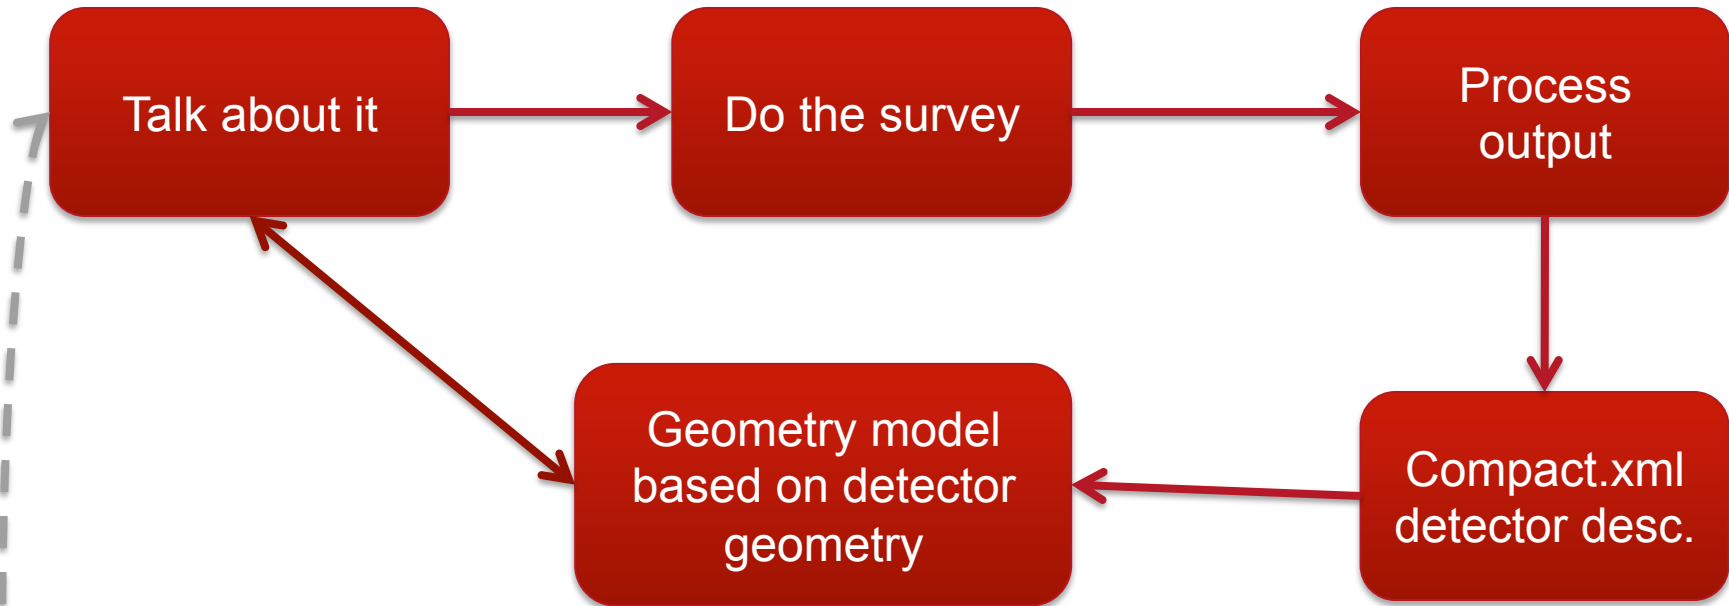 Talk about it
Do the survey
Process
output
Geometry model
based on detector
geometry
Compact.xml
detector desc.